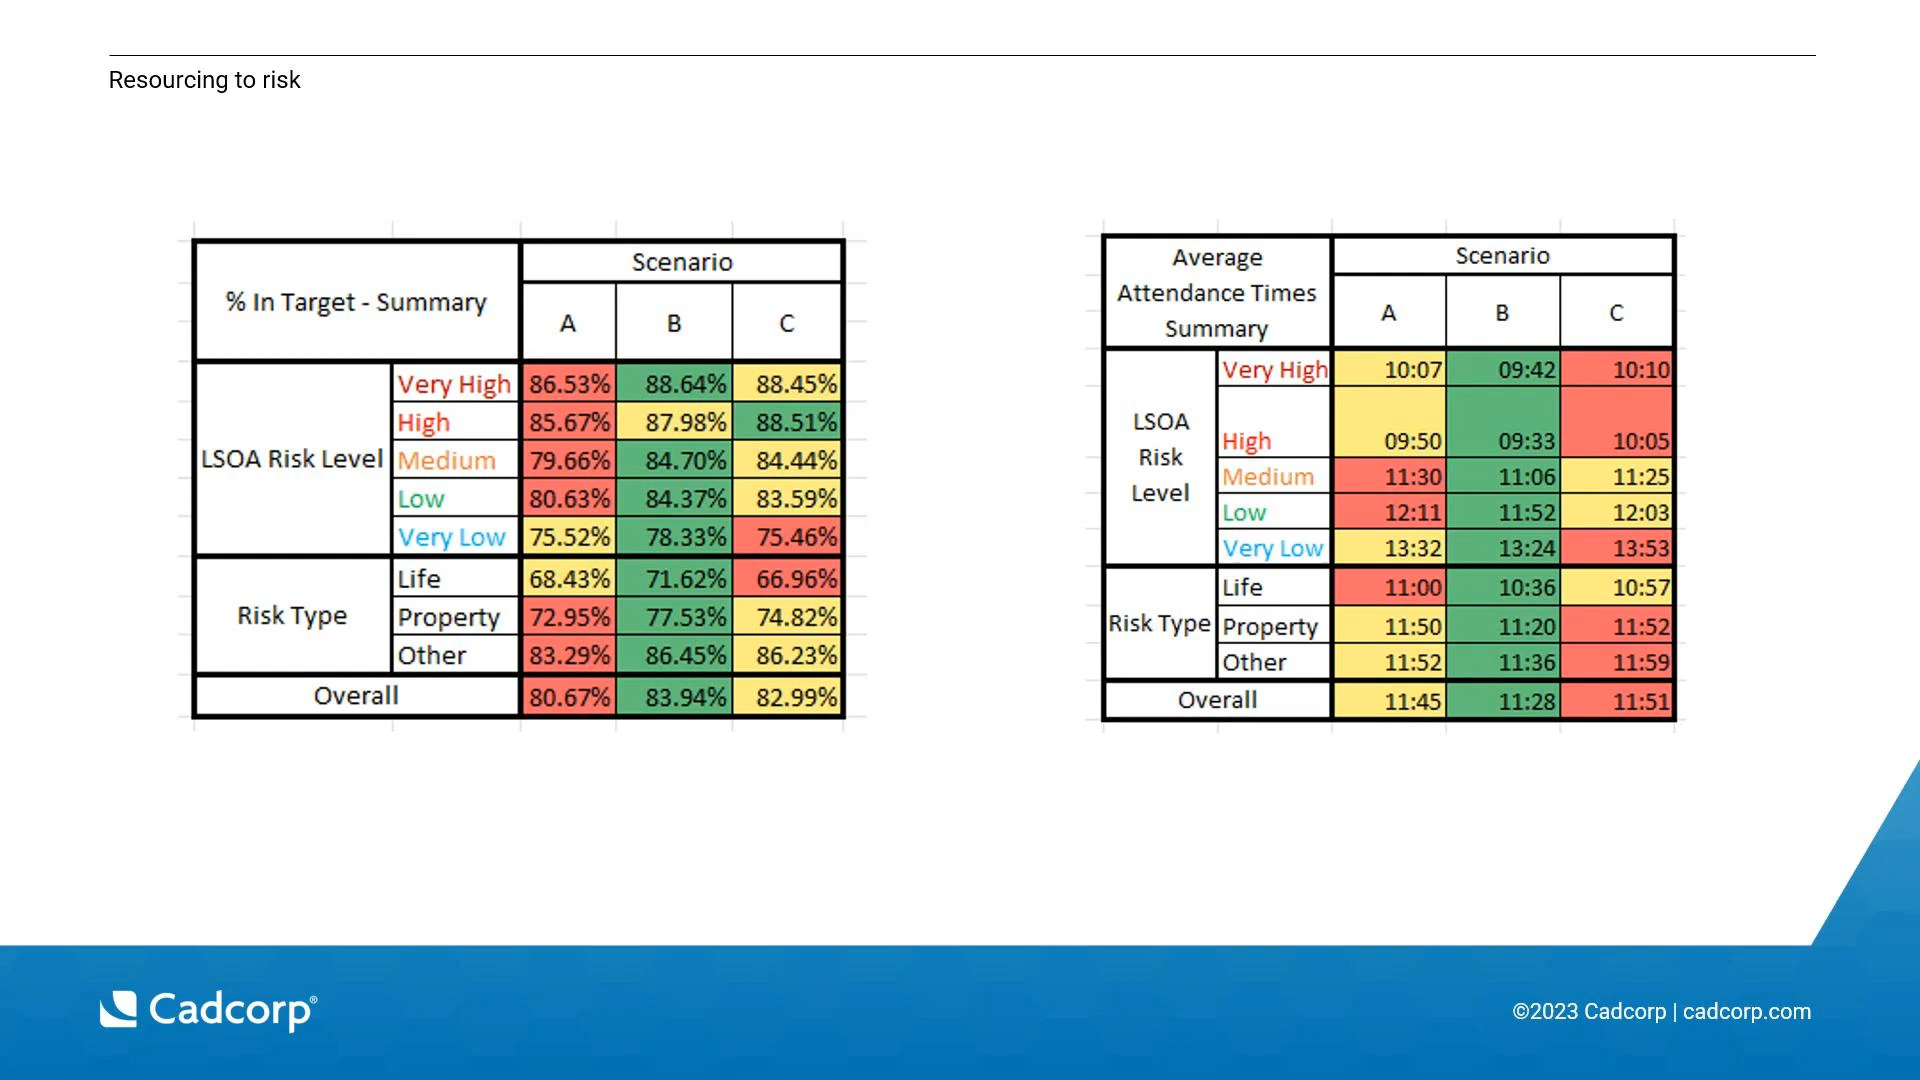 Resourcing to risk
% In Target - Summary
Scenario
A B C
LSOA Risk Level
Very High 86.53% 88.64% 88.45%
High 85.67% 87.98% 88.51%
Medium 79.66% 84.70% 84.44%
Low 80.63% 84.37% 83.59%
Very Low 75.52% 78.33% 75.46%
Risk Type
Life 68.43% 71.62% 66.96%
Property 72.95% 77.53% 74.82%
Other 83.29% 86.45% 86.23%
Overall 80.67% 83.94% 82.99%
Average
Attendance Times
Summary
Scenario
A B C
LSOA
Risk
Level
Very High 10:07 09:42 10:10
High 09:50 09:33 10:05
Medium 11:30 11:06 11:25
Low 12:11 11:52 12:03
Very Low 13:32 13:24 13:53
Risk Type
Life 11:00 10:36 10:57
Property 11:50 11:20 11:52
Other 11:52 11:36 11:59
Overall 11:45 11:28 11:51
Cadcorp®
©2023 Cadcorp | cadcorp.com